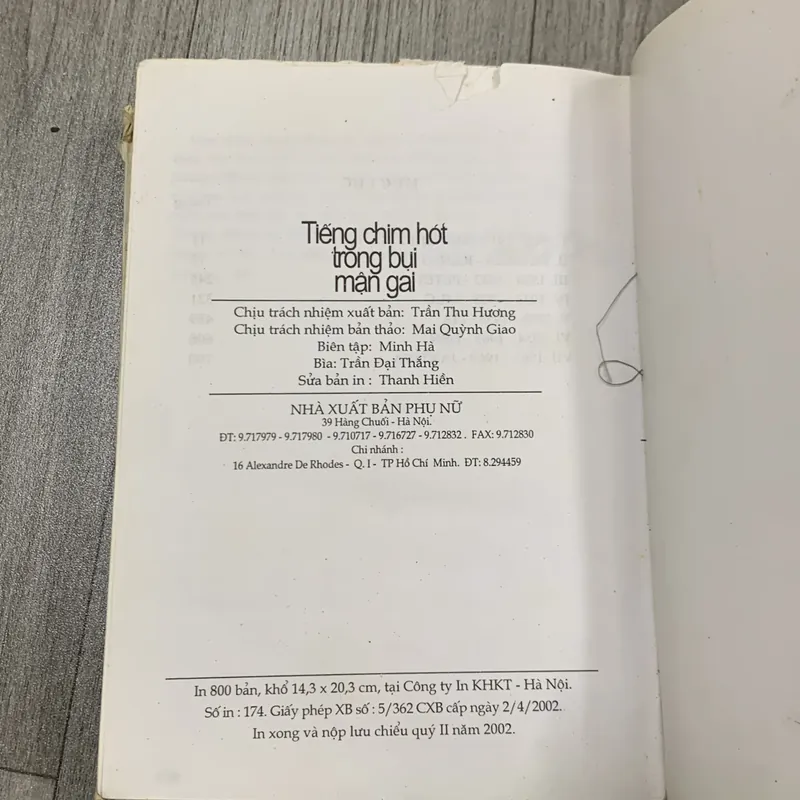 Tiếng chim hót
trong bụi
mận gai
Chịu trách nhiệm xuất bản: Trần Thu Hương
Chịu trách nhiệm bản thảo: Mai Quỳnh Giao
Biên tập: Minh Hà
Bìa: Trần Đại Thắng
Sửa bản in : Thanh Hiền
NHÀ XUẤT BẢN PHỤ NỮ
39 Hàng Chuối - Hà Nội.
ĐT: 9.717979 - 9.717980 - 9.710717 - 9.716727 - 9.712832 . FAX: 9.712830
Chi nhánh :
16 Alexandre De Rhodes - Q. I - TP Hồ Chí Minh. ĐT: 8.294459
In 800 bản, khổ 14,3 x 20,3 cm, tại Công ty In KHKT - Hà Nội.
Số in : 174. Giấy phép XB số : 5/362 CXB cấp ngày 2/4/2002.
In xong và nộp lưu chiểu quý II năm 2002.